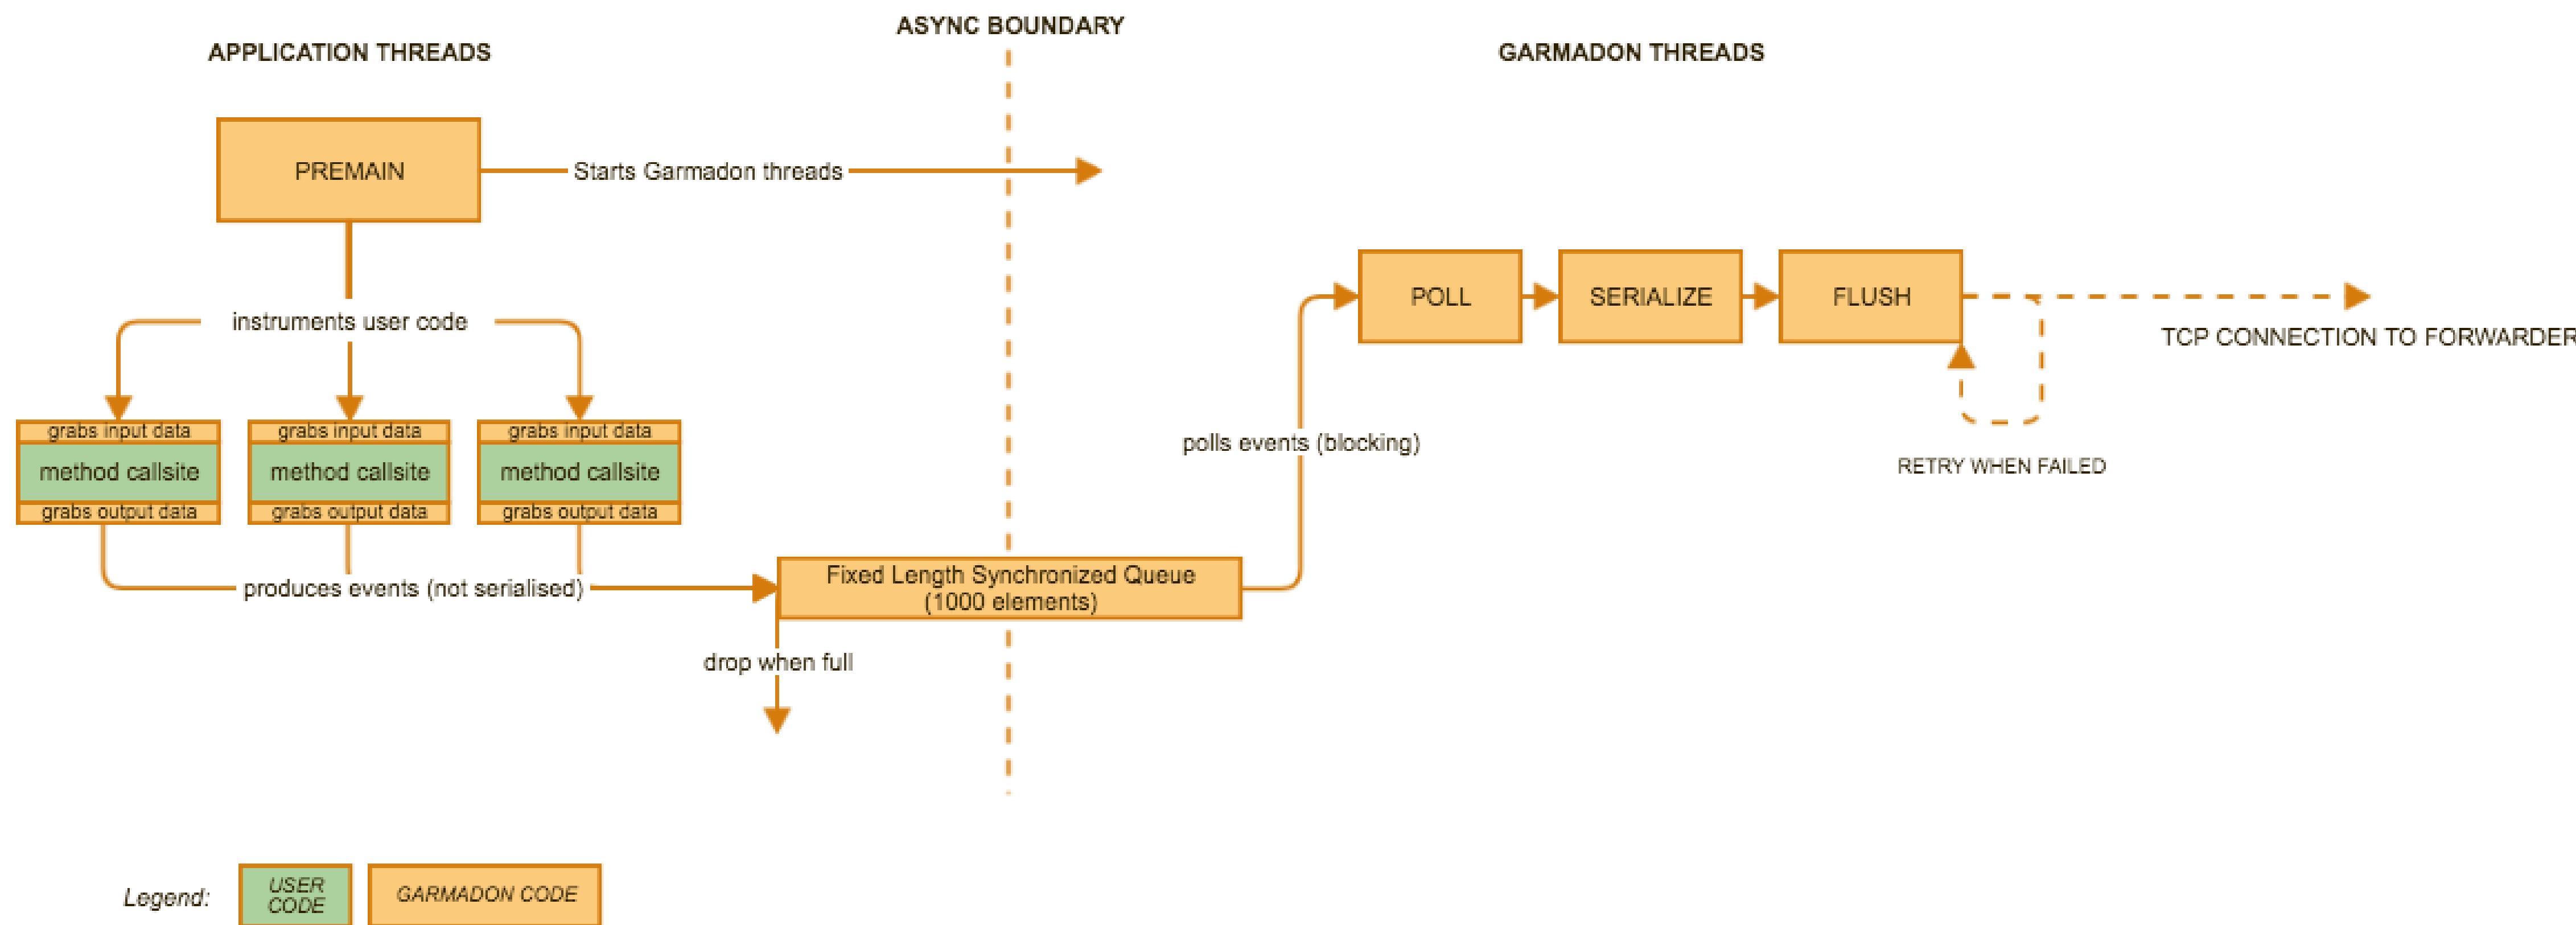 ASYNC BOUNDARY
APPLICATION THREADS
GARMADON THREADS
PREMAIN
Starts Garmadon threads
POLL
SERIALIZE
FLUSH
instruments user code
TCP CONNECTION TO FORWARDER
grabs input data
grabs input data
grabs input data
polls events (blocking)
method callsite
method callsite
method callsite
RETRY WHEN FAILED
grabs output data
grabs output data
grabs output data
produces events (not serialised)
Fixed Length Synchronized Queue
(1000 elements)
drop when full
Legend:
USER
CODE
GARMADON CODE